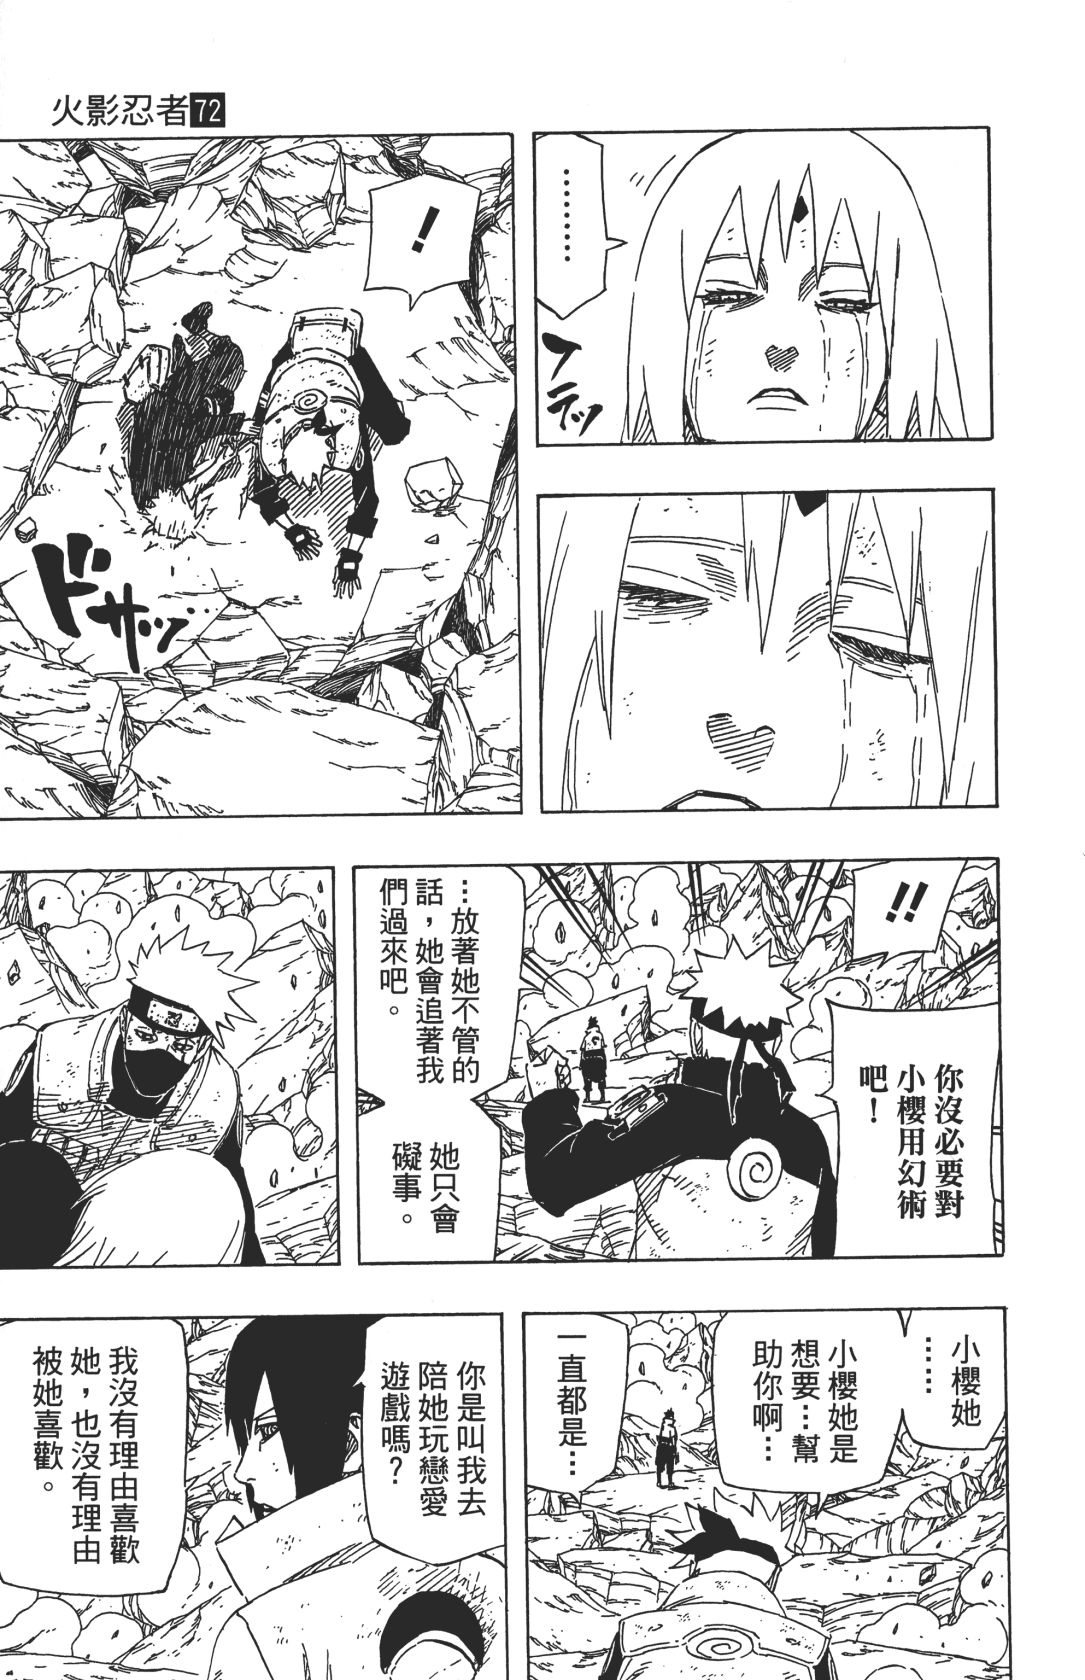 火影忍者72
………
フラッ
！
ドサッ
!!
你沒必要對
小櫻用幻術
吧！
…放著她不管的
話，她會追著我
們過來吧。
她只會
礙事。
小櫻她
……
小櫻她是
想要…幫
助你啊…
一直都是…
你是叫我去
陪她玩戀愛
遊戲嗎？
我沒有理由喜歡
她，也沒有理由
被她喜歡。